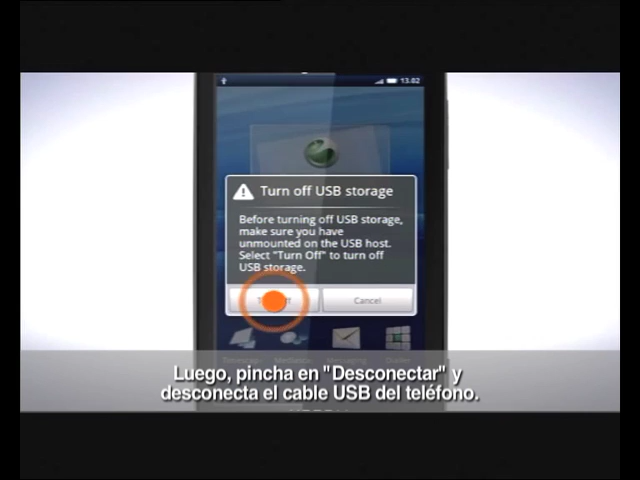 13.02
Turn off USB storage
Before turning off USB storage,
make sure you have
unmounted on the USB host.
Select "Turn Off" to turn off
USB storage.
Cancel
Messaging
Luego, pincha en "Desconectar" y
desconecta el cable USB del teléfono.